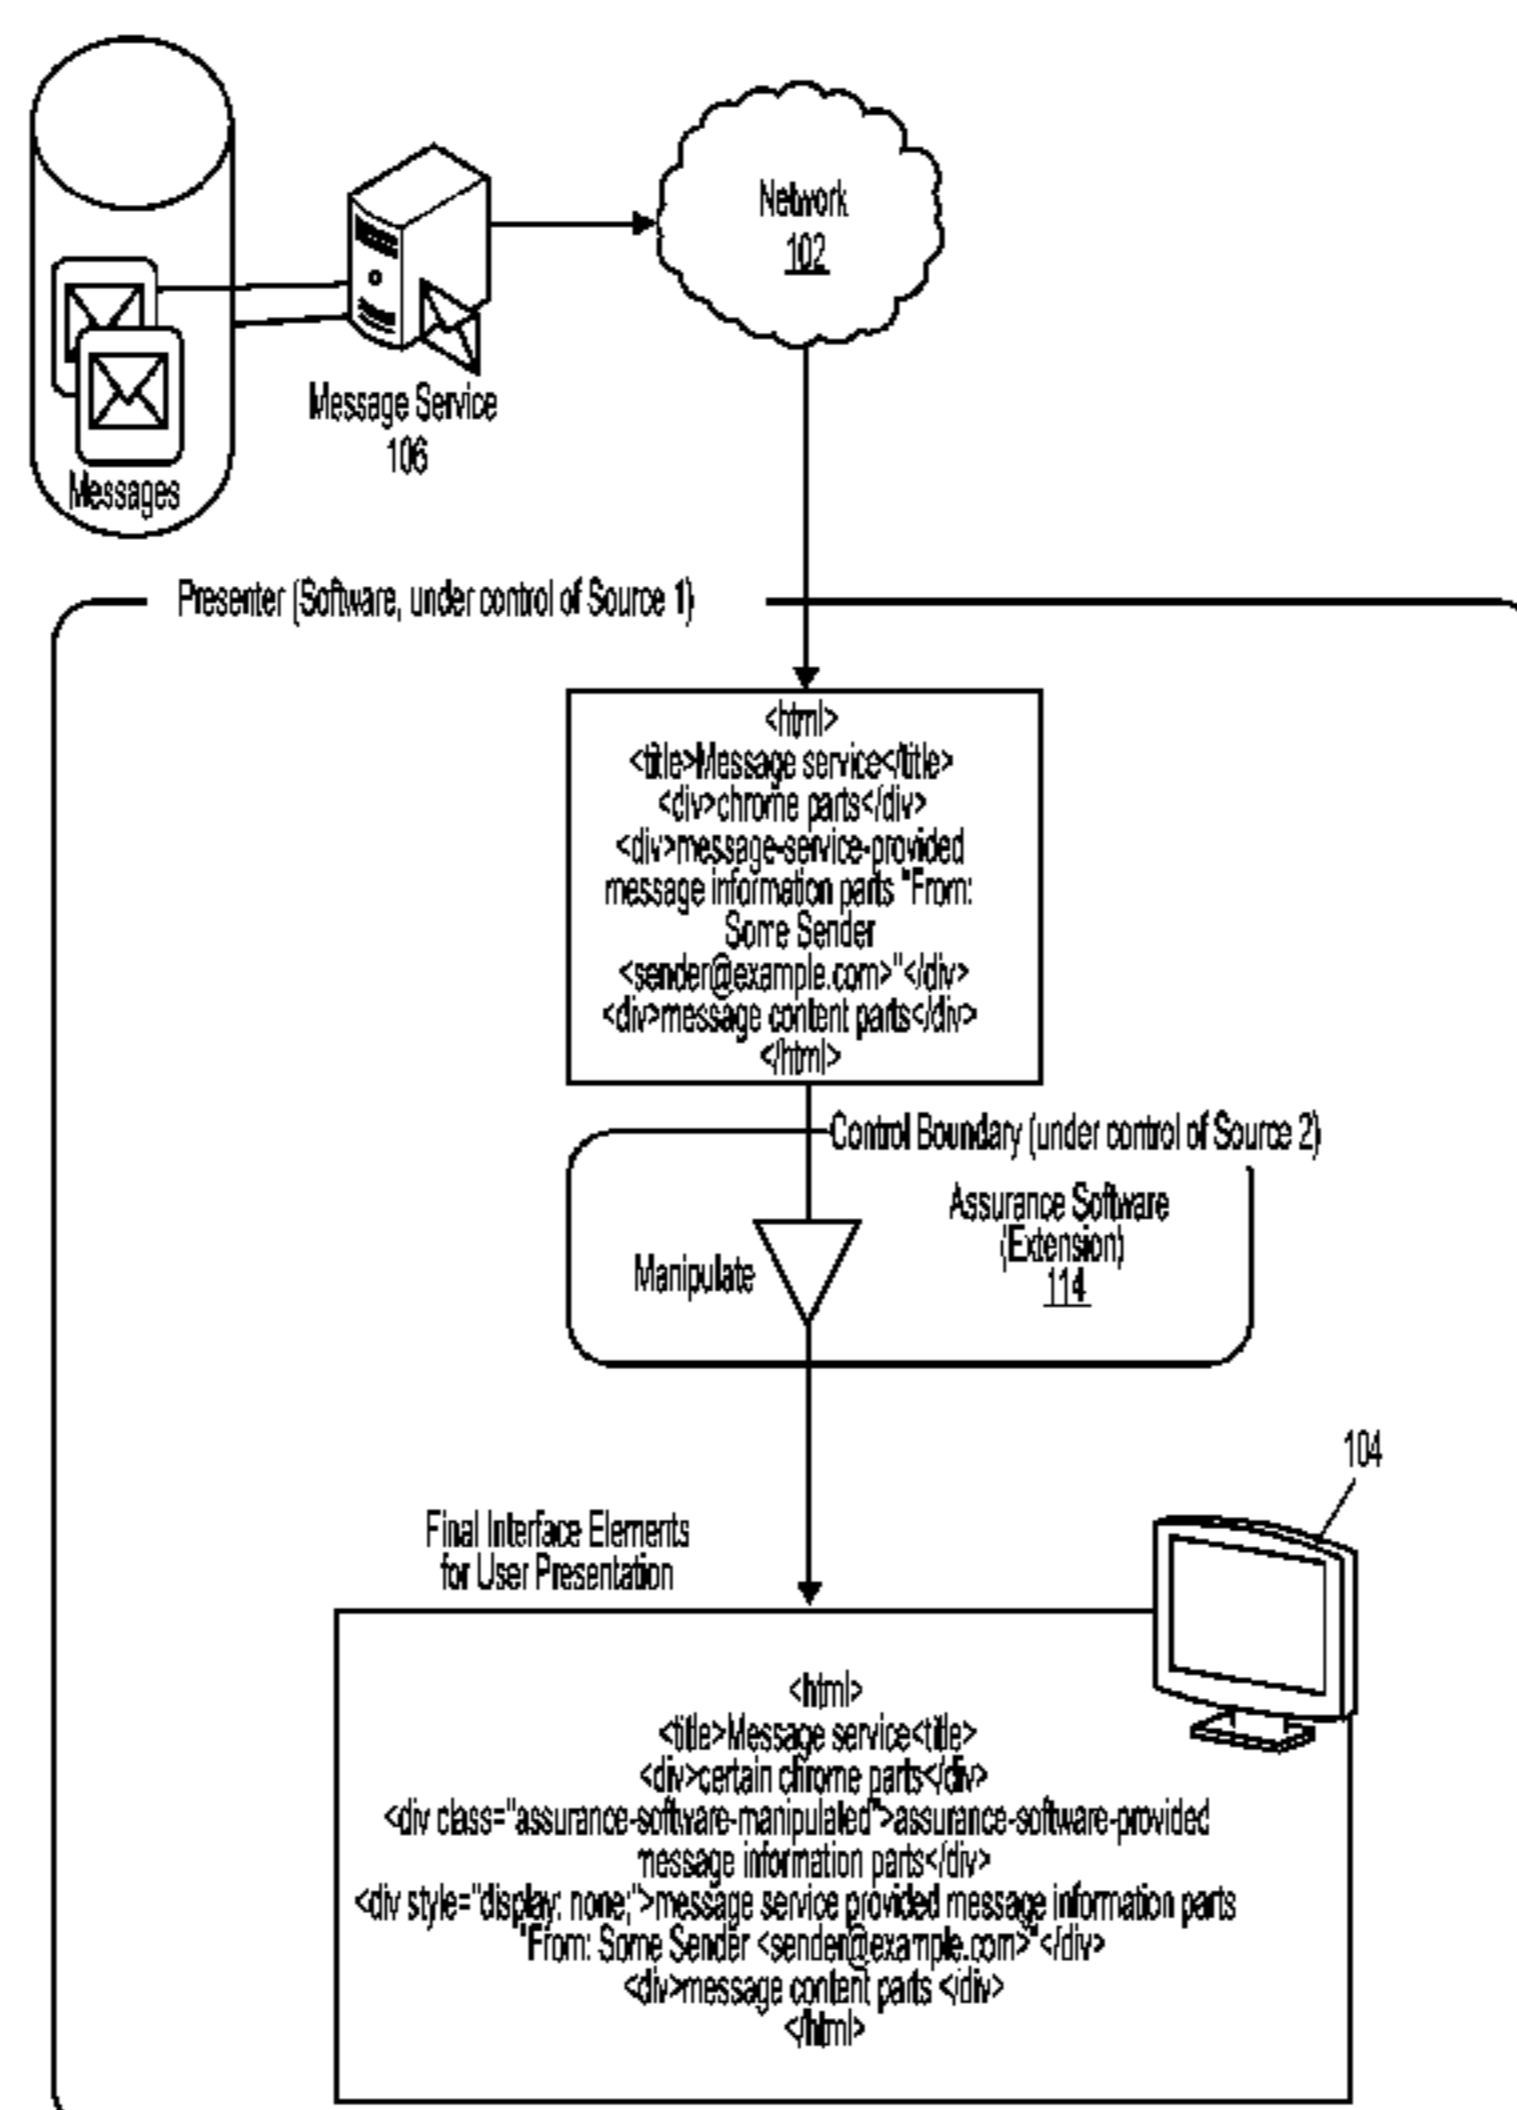 Network
102
Message Service
106
Messages
Presenter (Software, under control of Source 1)
<html>
<title>Message service</title>
<div>chrome parts</div>
<div>message-service-provided
message information parts "From:
Some Sender
<sender@example.com>"</div>
<div>message content parts</div>
</html>
Control Boundary (under control of Source 2)
Assurance Software
(Extension)
114
Manipulate
104
Final Interface Elements
for User Presentation
<html>
<title>Message service<title>
<div>certain chrome parts</div>
<div class="assurance-software-manipulated">assurance-software-provided
message information parts</div>
<div style="display: none;">message service provided message information parts
"From: Some Sender <sender@example.com>"</div>
<div>message content parts </div>
</html>